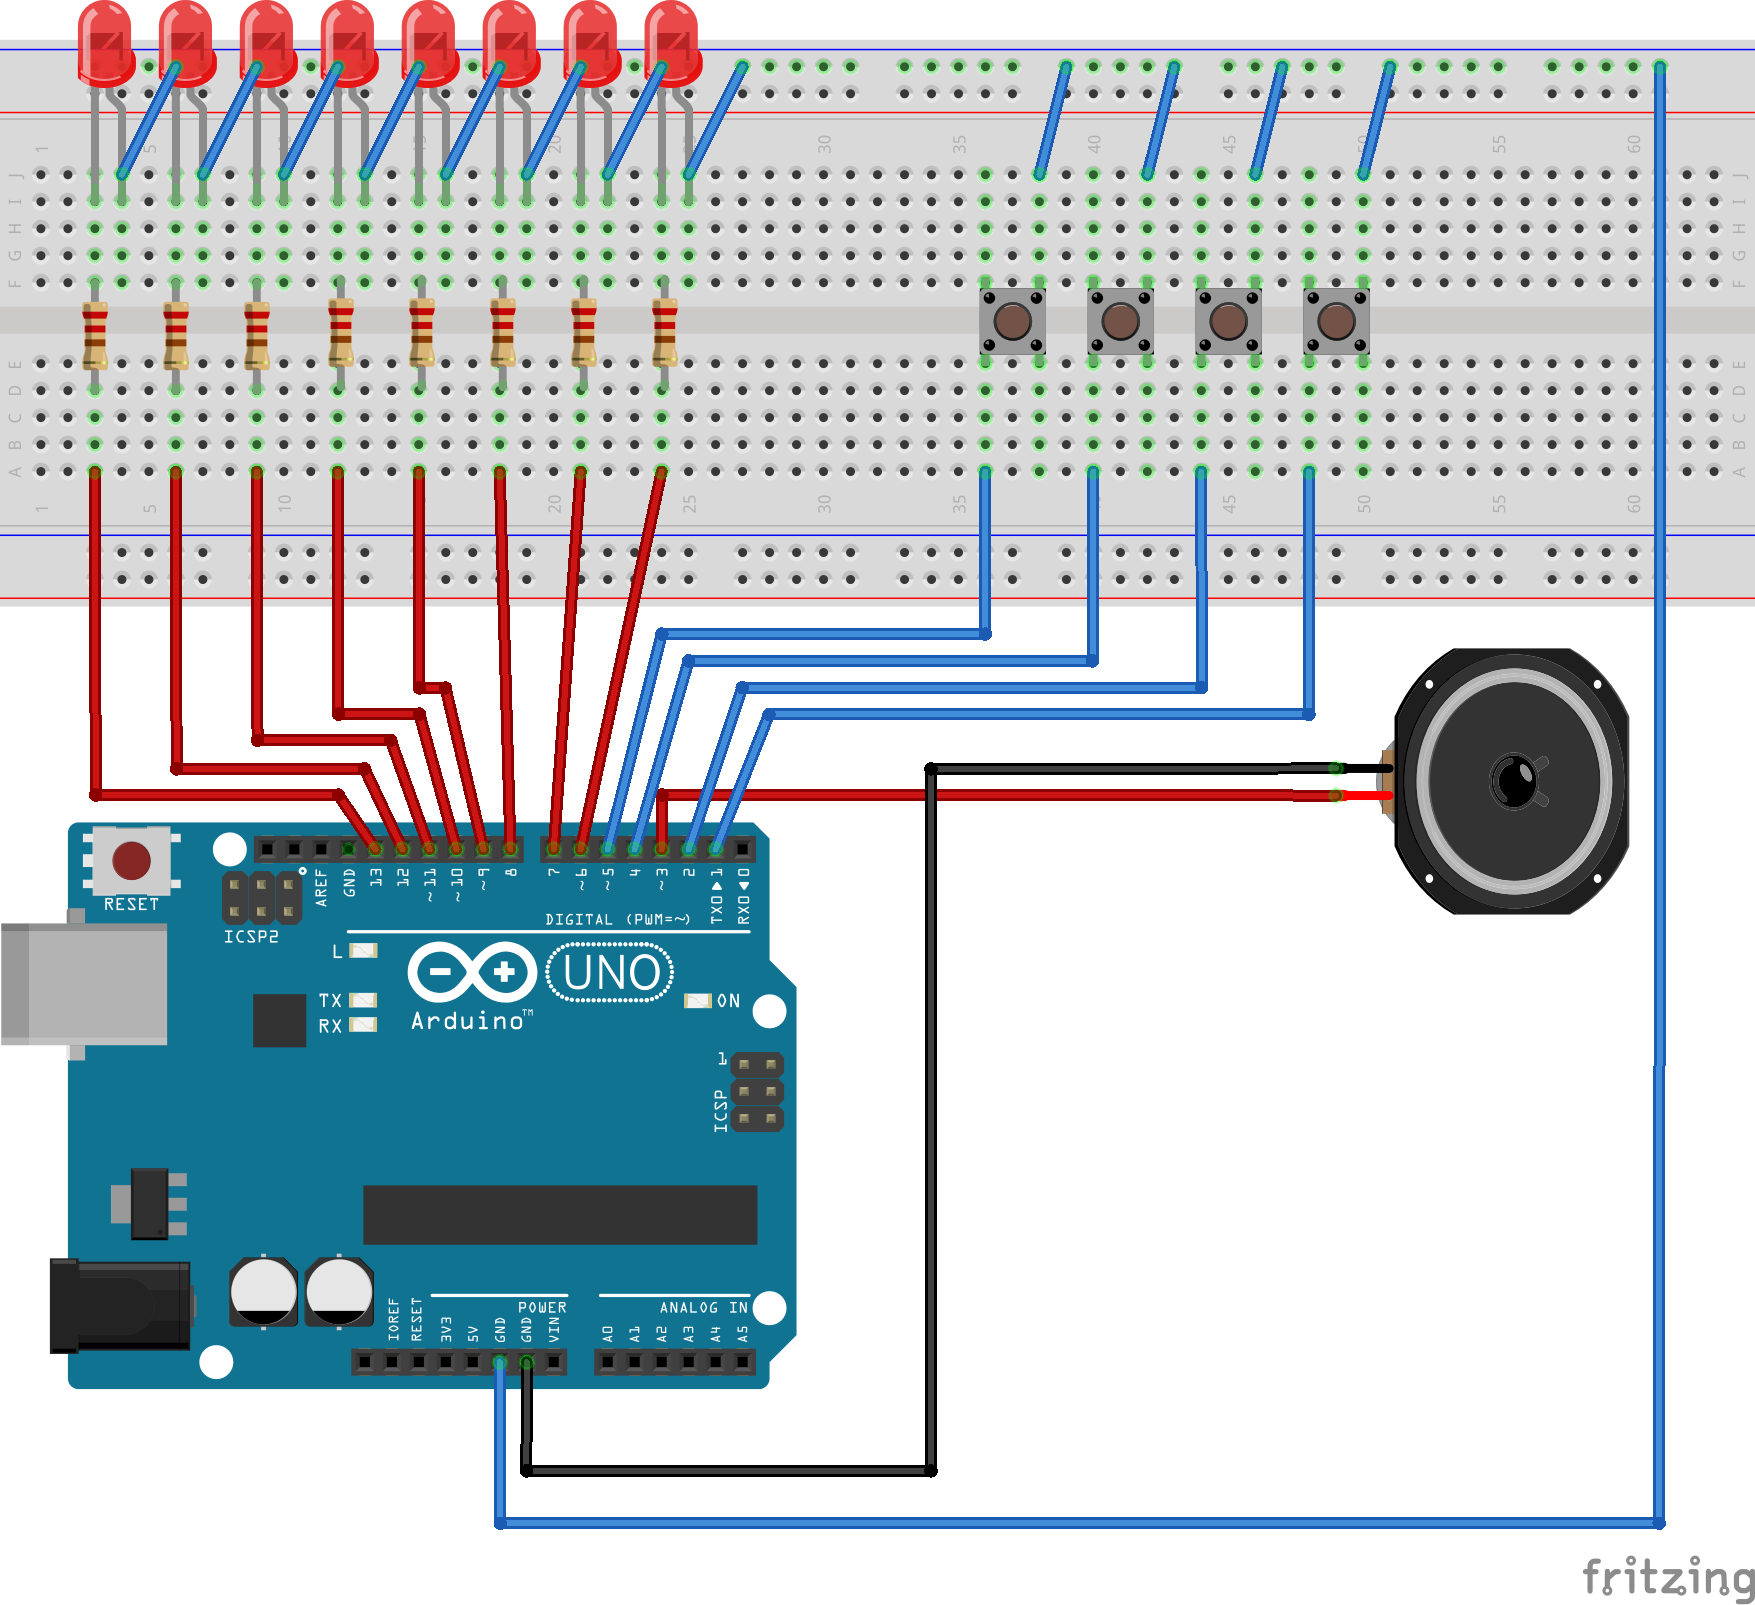 1 5 10 15 20 25 30 35 40 45 50 55 60
J J
I I
H H
G G
F F
E E
D D
C C
B B
A A
1 5 10 15 20 25 30 35 40 45 50 55 60
RESET
ICSP2
AREF
GND
13
12
~11
~10
~9
8
7
~6
~5
4
~3
2
TX0▶1
RX0◀0
DIGITAL (PWM=~)
L
TX
RX
UNO
ON
Arduino™
1
ICSP
POWER
ANALOG IN
IOREF
RESET
3V3
5V
GND
GND
VIN
A0
A1
A2
A3
A4
A5
fritzing